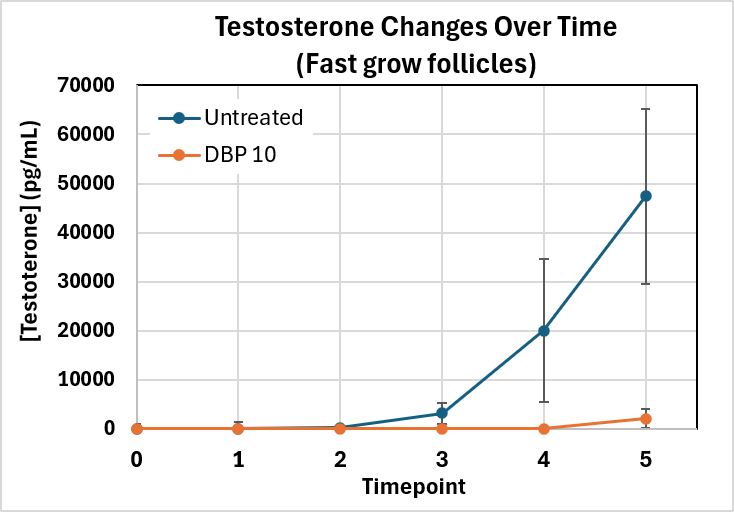 Testosterone Changes Over Time
(Fast grow follicles)
[Testoterone] (pg/mL)
70000
60000
50000
40000
30000
20000
10000
0
Untreated
DBP 10
0 1 2 3 4 5
Timepoint